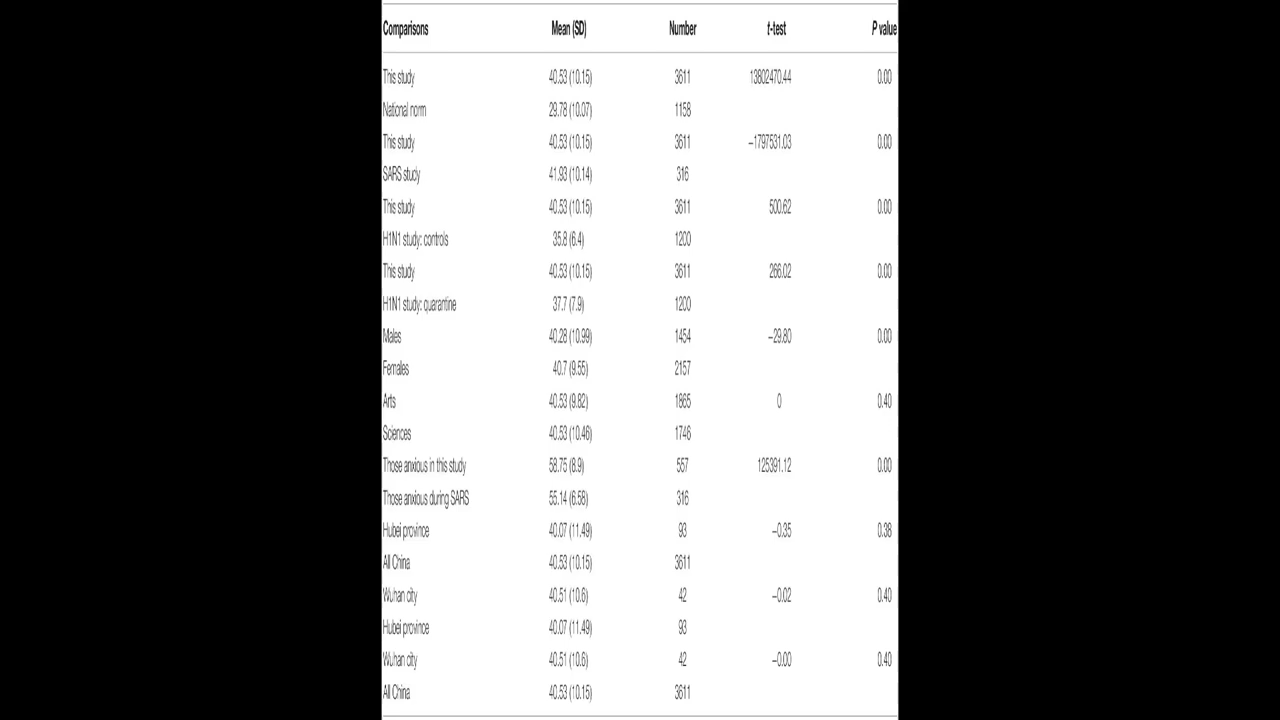 Comparisons Mean (SD) Number t-test P value
This study 40.53 (10.15) 3611 13802470.44 0.00
National norm 29.78 (10.07) 1158
This study 40.53 (10.15) 3611 −1797531.03 0.00
SARS study 41.93 (10.14) 316
This study 40.53 (10.15) 3611 500.62 0.00
H1N1 study: controls 35.8 (6.4) 1200
This study 40.53 (10.15) 3611 266.02 0.00
H1N1 study: quarantine 37.7 (7.9) 1200
Males 40.28 (10.99) 1454 −29.80 0.00
Females 40.7 (9.55) 2157
Arts 40.53 (9.82) 1865 0 0.40
Sciences 40.53 (10.46) 1746
Those anxious in this study 58.75 (8.9) 557 125391.12 0.00
Those anxious during SARS 55.14 (6.58) 316
Hubei province 40.07 (11.49) 93 −0.35 0.38
All China 40.53 (10.15) 3611
Wuhan city 40.51 (10.6) 42 −0.02 0.40
Hubei province 40.07 (11.49) 93
Wuhan city 40.51 (10.6) 42 −0.00 0.40
All China 40.53 (10.15) 3611